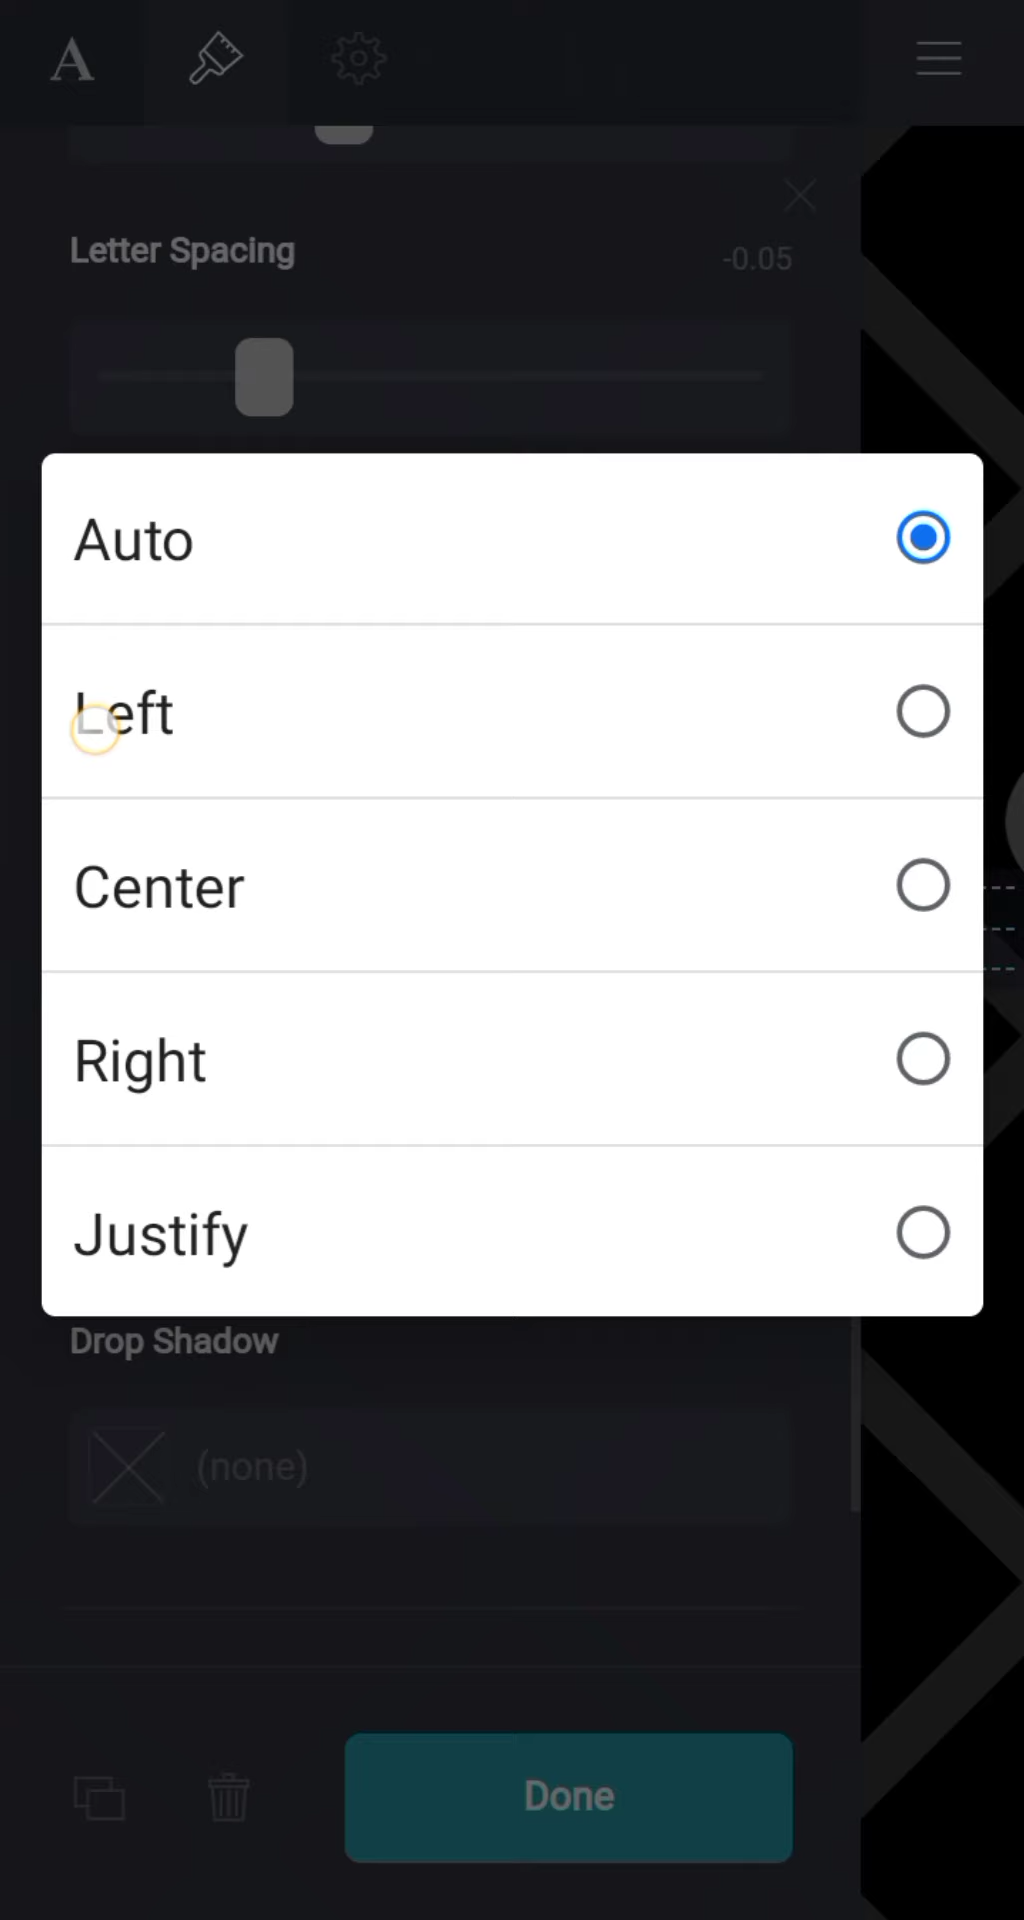 A
Letter Spacing
-0.05
Auto
Left
Center
Right
Justify
Drop Shadow
(none)
Done